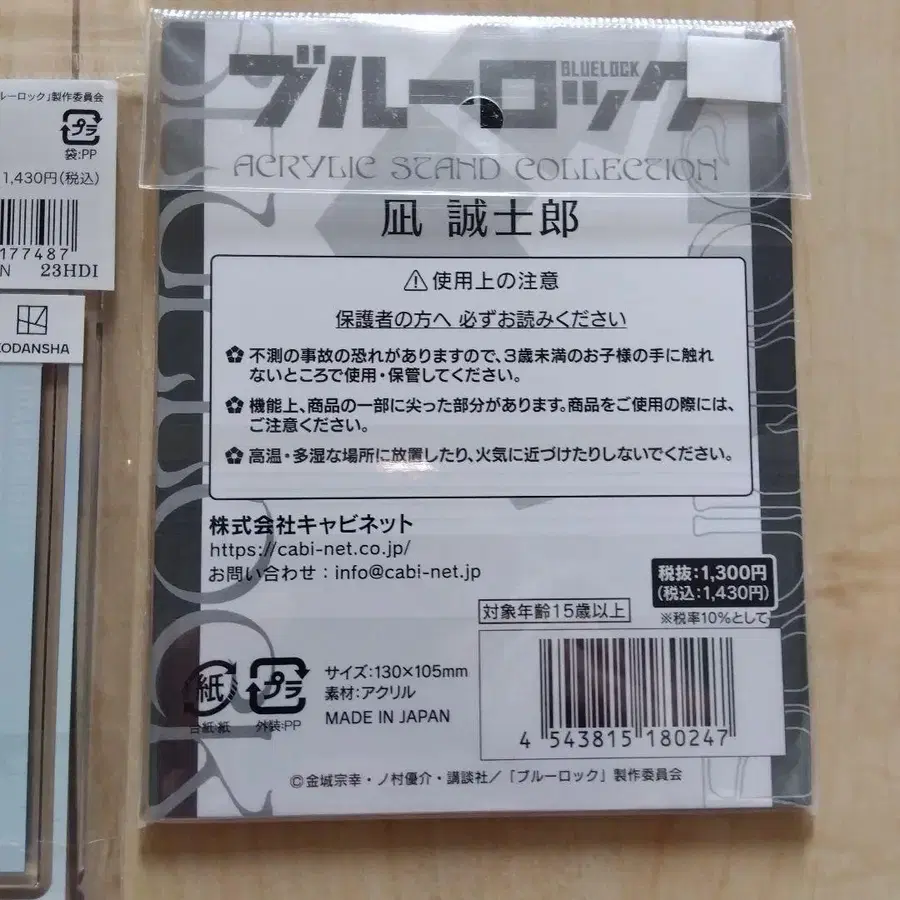 ルーロック」製作委員会
プラ
袋:PP
1,430円(税込)
177487
23HDI
KODANSHA
ブルーロック
BLUELOCK
ACRYLIC STAND COLLECTION
凪 誠士郎
⚠使用上の注意
保護者の方へ 必ずお読みください
不測の事故の恐れがありますので、3歳未満のお子様の手に触れ
ないところで使用・保管してください。
機能上、商品の一部に尖った部分があります。商品をご使用の際には、
ご注意ください。
高温・多湿な場所に放置したり、火気に近づけたりしないでください。
株式会社キャビネット
https://cabi-net.co.jp/
お問い合わせ：info@cabi-net.jp
税抜:1,300円
(税込:1,430円)
※税率10%として
対象年齢15歳以上
紙
台紙:紙
プラ
外装:PP
サイズ:130×105mm
素材:アクリル
MADE IN JAPAN
4 543815 180247
©金城宗幸・ノ村優介・講談社/「ブルーロック」製作委員会